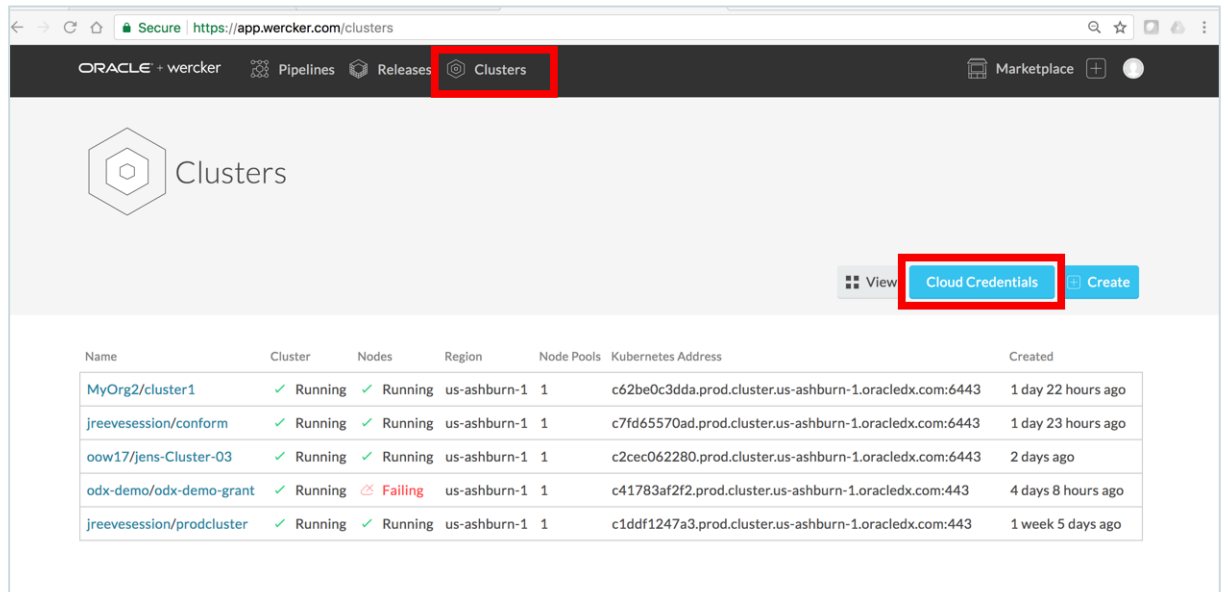 Secure https://app.wercker.com/clusters
ORACLE + wercker Pipelines Releases Clusters Marketplace
Clusters
View Cloud Credentials Create
Name Cluster Nodes Region Node Pools Kubernetes Address Created
MyOrg2/cluster1 Running Running us-ashburn-1 1 c62be0c3dda.prod.cluster.us-ashburn-1.oracledx.com:6443 1 day 22 hours ago
jreevesession/conform Running Running us-ashburn-1 1 c7fd65570ad.prod.cluster.us-ashburn-1.oracledx.com:6443 1 day 23 hours ago
oow17/jens-Cluster-03 Running Running us-ashburn-1 1 c2cec062280.prod.cluster.us-ashburn-1.oracledx.com:6443 2 days ago
odx-demo/odx-demo-grant Running Failing us-ashburn-1 1 c41783af2f2.prod.cluster.us-ashburn-1.oracledx.com:443 4 days 8 hours ago
jreevesession/prodcluster Running Running us-ashburn-1 1 c1ddf1247a3.prod.cluster.us-ashburn-1.oracledx.com:443 1 week 5 days ago